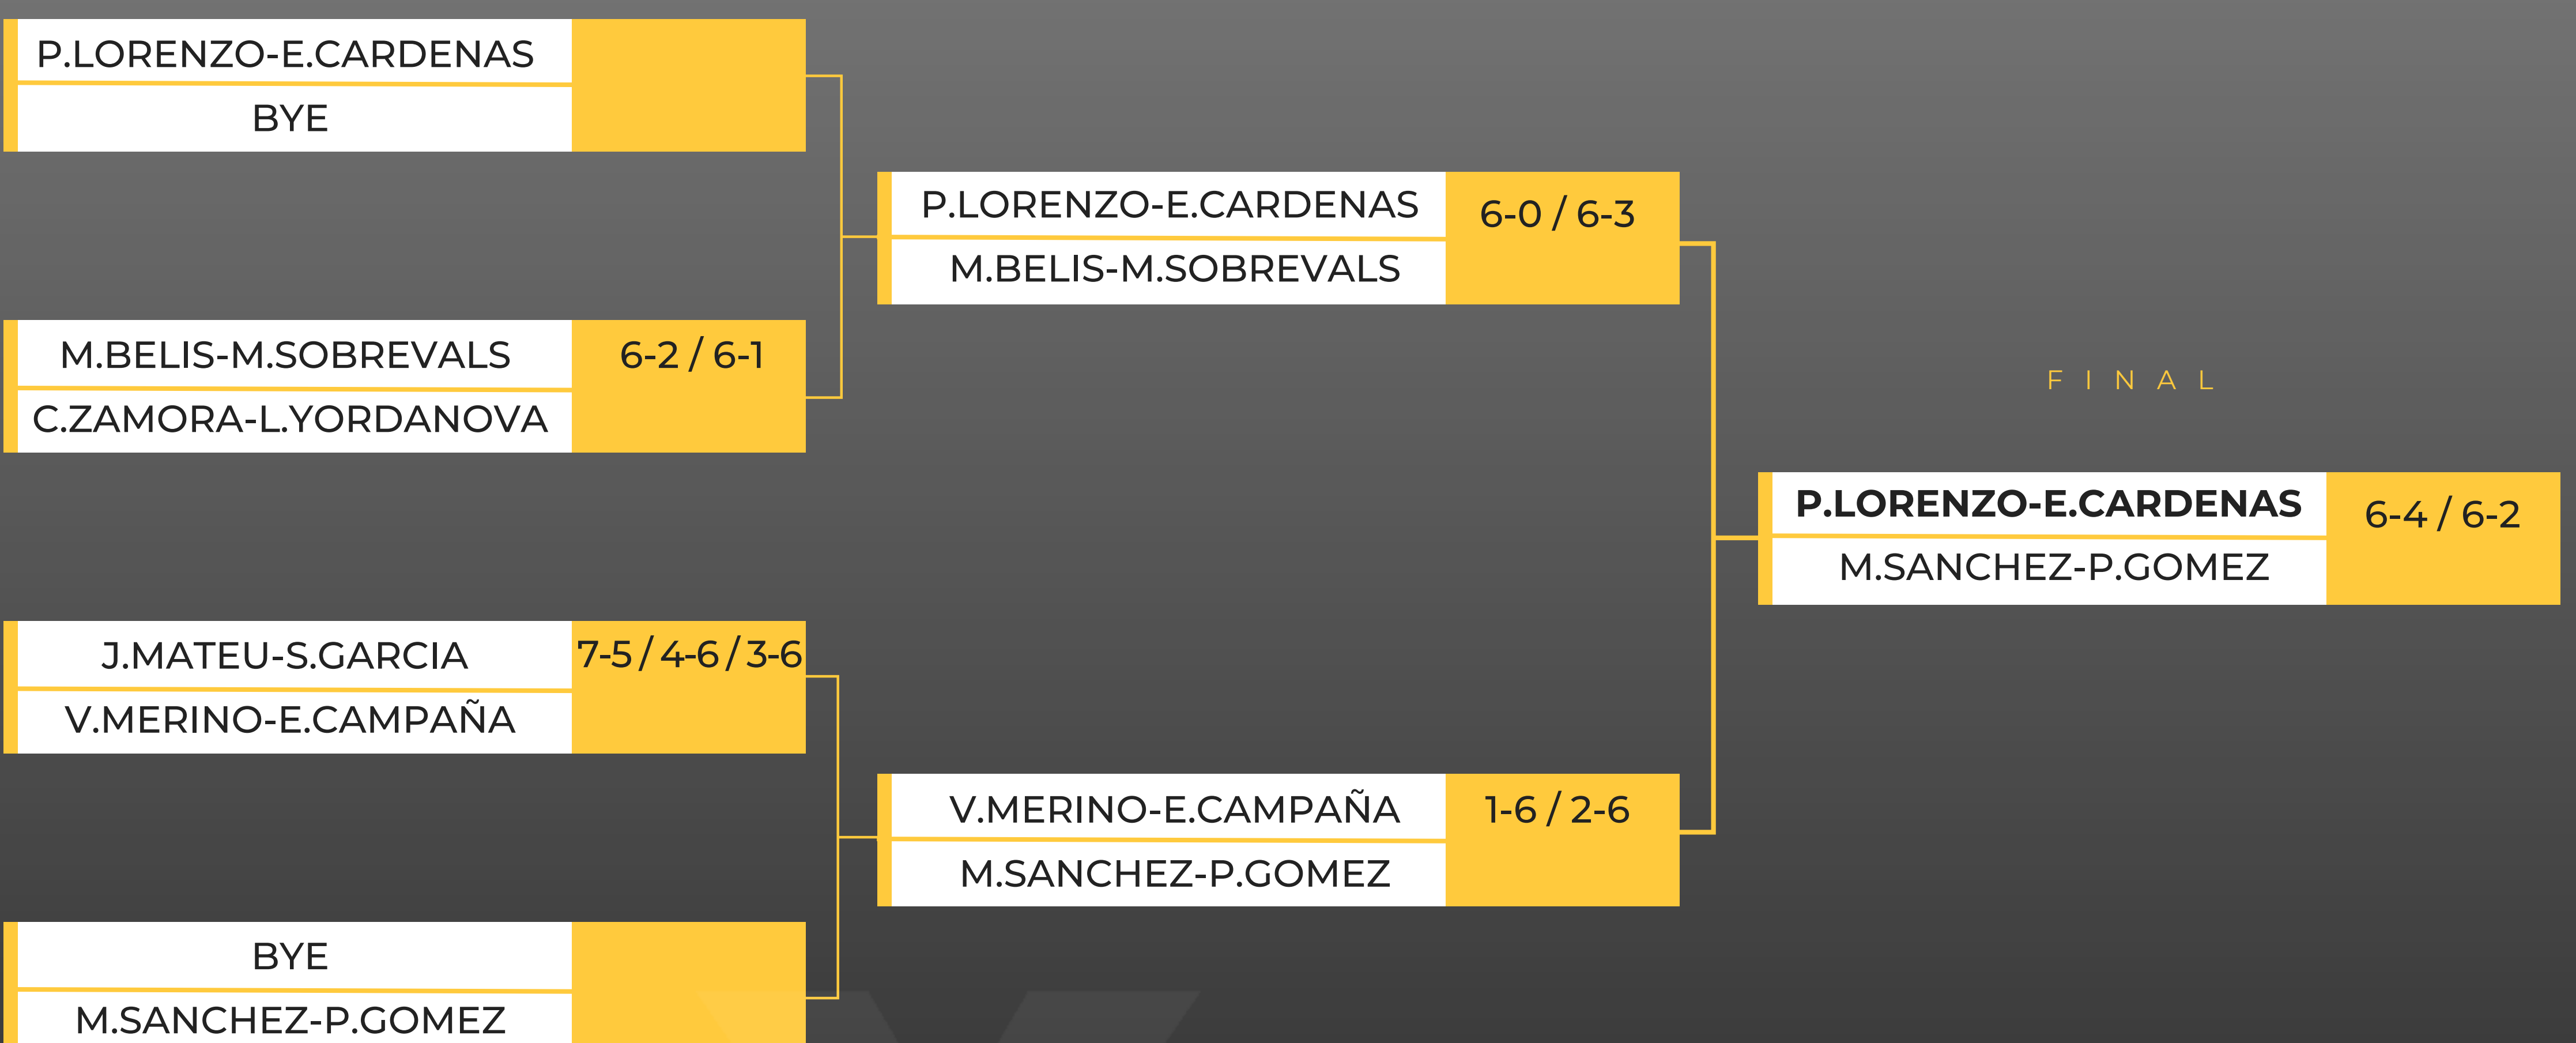 P.LORENZO-E.CARDENAS
BYE
M.BELIS-M.SOBREVALS 6-2 / 6-1
C.ZAMORA-L.YORDANOVA
J.MATEU-S.GARCIA 7-5 / 4-6 / 3-6
V.MERINO-E.CAMPAÑA
BYE
M.SANCHEZ-P.GOMEZ
P.LORENZO-E.CARDENAS 6-0 / 6-3
M.BELIS-M.SOBREVALS
V.MERINO-E.CAMPAÑA 1-6 / 2-6
M.SANCHEZ-P.GOMEZ
FINAL
P.LORENZO-E.CARDENAS 6-4 / 6-2
M.SANCHEZ-P.GOMEZ